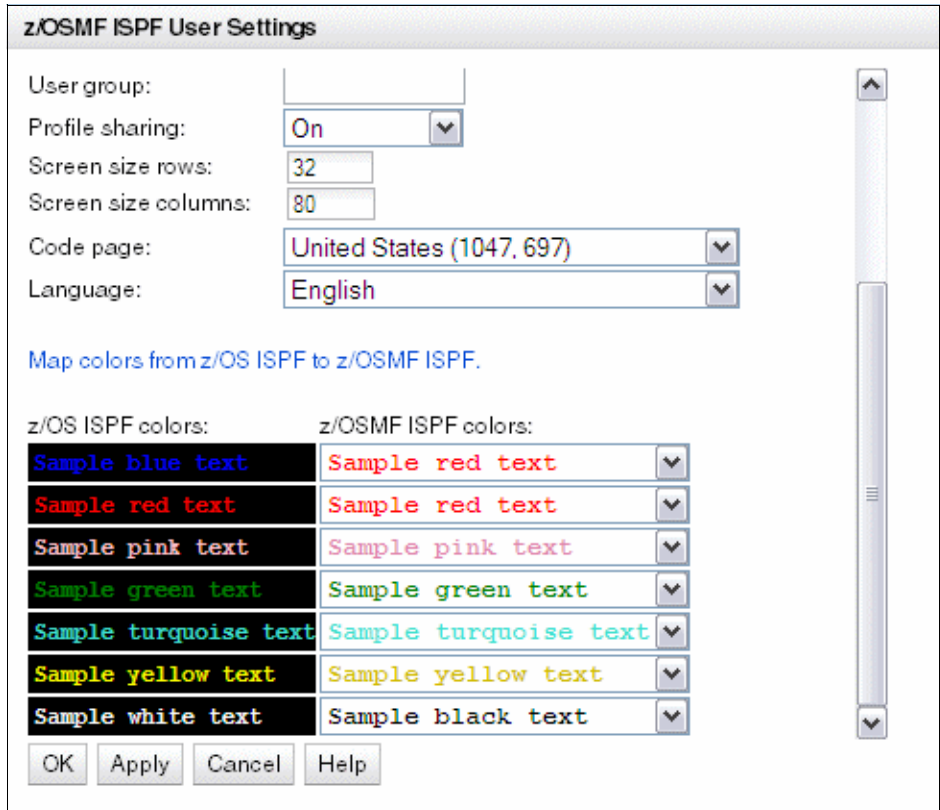 z/OSMF ISPF User Settings
User group:
Profile sharing: On
Screen size rows: 32
Screen size columns: 80
Code page: United States (1047, 697)
Language: English
Map colors from z/OS ISPF to z/OSMF ISPF.
z/OS ISPF colors: z/OSMF ISPF colors:
Sample blue text Sample red text
Sample red text Sample red text
Sample pink text Sample pink text
Sample green text Sample green text
Sample turquoise text Sample turquoise text
Sample yellow text Sample yellow text
Sample white text Sample black text
OK Apply Cancel Help